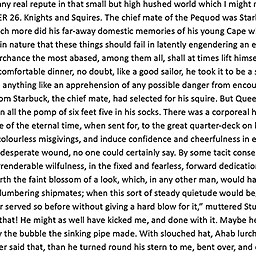 any real repute in that small but high hushed world which I might r
ER 26. Knights and Squires. The chief mate of the Pequod was Star
ch more did his far-away domestic memories of his young Cape w
in nature that these things should fail in latently engendering an e
rchance the most abased, among them all, shall at times lift himse
comfortable dinner, no doubt, like a good sailor, he took it to be a s
anything like an apprehension of any possible danger from encou
om Starbuck, the chief mate, had selected for his squire. But Quee
n all the pomp of six feet five in his socks. There was a corporeal h
e of the eternal time, when sent for, to the great quarter-deck on h
colourless misgivings, and induce confidence and cheerfulness in e
desperate wound, no one could certainly say. By some tacit conse
rrenderable wilfulness, in the fixed and fearless, forward dedicatio
rth the faint blossom of a look, which, in any other man, would ha
lumbering shipmates; when this sort of steady quietude would be
r served so before without giving a hard blow for it,” muttered Stu
that! He might as well have kicked me, and done with it. Maybe he
y the bubble the sinking pipe made. With slouched hat, Ahab lurch
er said that, than he turned round his stern to me, bent over, and